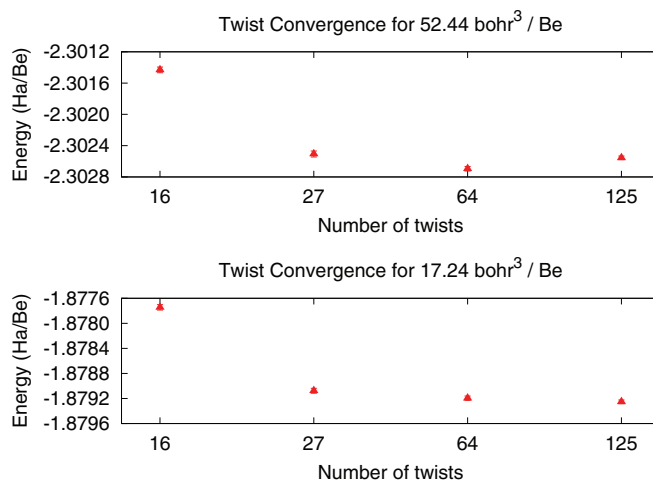 Twist Convergence for 52.44 bohr³ / Be
Energy (Ha/Be)
-2.3012
-2.3016
-2.3020
-2.3024
-2.3028
16 27 64 125
Number of twists
Twist Convergence for 17.24 bohr³ / Be
Energy (Ha/Be)
-1.8776
-1.8780
-1.8784
-1.8788
-1.8792
-1.8796
16 27 64 125
Number of twists